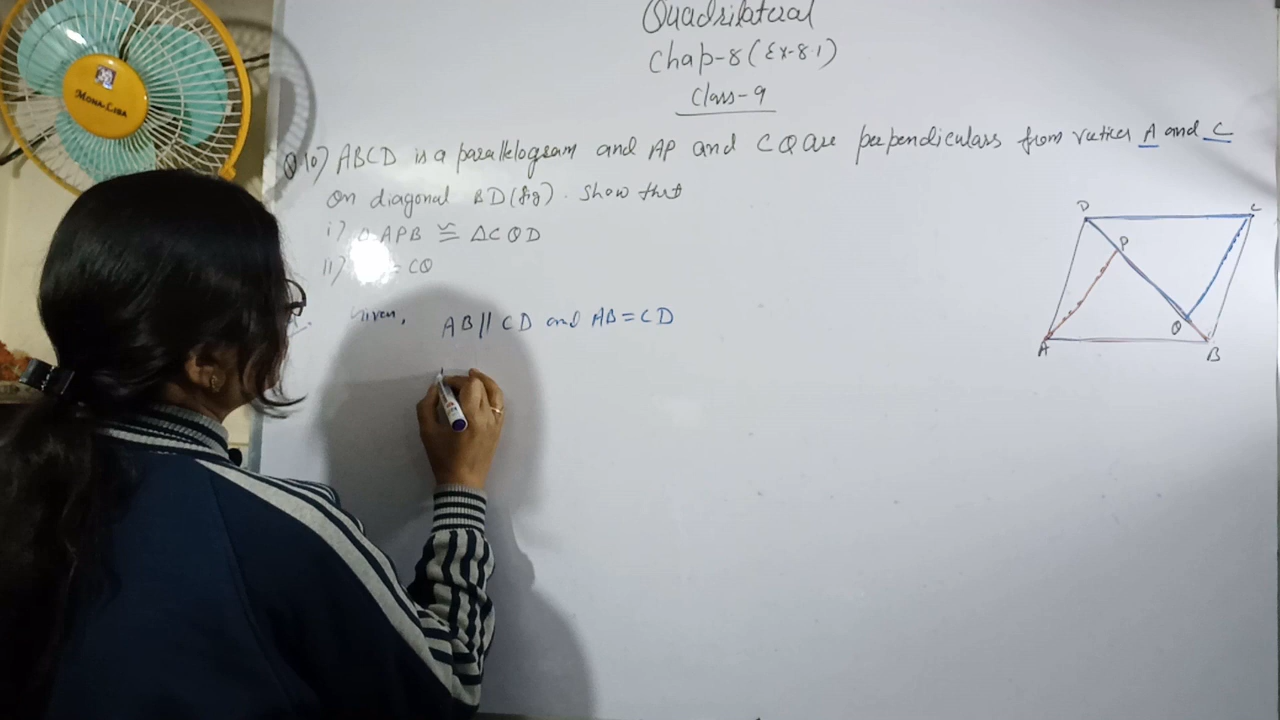 MONA-LISA
Quadrilateral
Chap-8 (Ex-8.1)
Class-9
Q.10) ABCD is a parallelogram and AP and CQ are perpendiculars from vertices A and C
on diagonal BD (fig). Show that
i) △APB ≅ △CQD
ii) = CQ
Given, AB || CD and AB = CD
D
C
P
Q
A
B